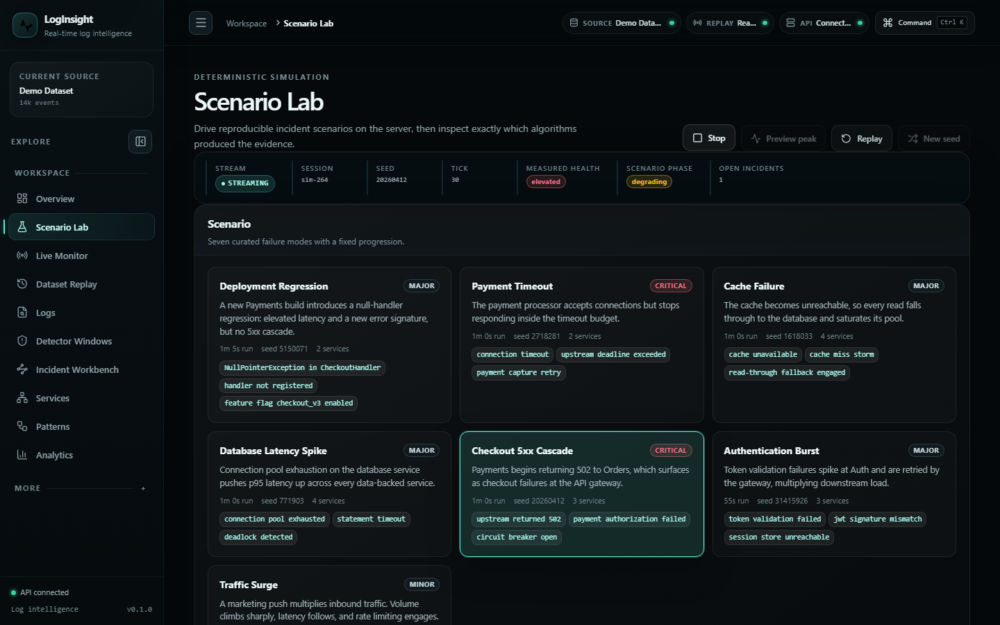 LogInsight
Real-time log intelligence
CURRENT SOURCE
Demo Dataset
14k events
EXPLORE
WORKSPACE
Overview
Scenario Lab
Live Monitor
Dataset Replay
Logs
Detector Windows
Incident Workbench
Services
Patterns
Analytics
MORE +
API connected
Log intelligence v0.1.0
Workspace > Scenario Lab
SOURCE Demo Data...
REPLAY Rea...
API Connect...
Command Ctrl K
DETERMINISTIC SIMULATION
Scenario Lab
Drive reproducible incident scenarios on the server, then inspect exactly which algorithms
produced the evidence.
Stop
Preview peak
Replay
New seed
STREAM
STREAMING
SESSION
sim-264
SEED
20260412
TICK
30
MEASURED HEALTH
elevated
SCENARIO PHASE
degrading
OPEN INCIDENTS
1
Scenario
Seven curated failure modes with a fixed progression.
Deployment Regression MAJOR
A new Payments build introduces a null-handler
regression: elevated latency and a new error signature,
but no 5xx cascade.
1m 5s run seed 5150071 2 services
NullPointerException in CheckoutHandler
handler not registered
feature flag checkout_v3 enabled
Payment Timeout CRITICAL
The payment processor accepts connections but stops
responding inside the timeout budget.
1m 0s run seed 2718281 2 services
connection timeout upstream deadline exceeded
payment capture retry
Cache Failure MAJOR
The cache becomes unreachable, so every read falls
through to the database and saturates its pool.
1m 0s run seed 1618033 4 services
cache unavailable cache miss storm
read-through fallback engaged
Database Latency Spike MAJOR
Connection pool exhaustion on the database service
pushes p95 latency up across every data-backed service.
1m 0s run seed 771903 4 services
connection pool exhausted statement timeout
deadlock detected
Checkout 5xx Cascade CRITICAL
Payments begins returning 502 to Orders, which surfaces
as checkout failures at the API gateway.
1m 0s run seed 20260412 3 services
upstream returned 502 payment authorization failed
circuit breaker open
Authentication Burst MAJOR
Token validation failures spike at Auth and are retried by
the gateway, multiplying downstream load.
55s run seed 31415926 3 services
token validation failed jwt signature mismatch
session store unreachable
Traffic Surge MINOR
A marketing push multiplies inbound traffic. Volume
climbs sharply, latency follows, and rate limiting engages.